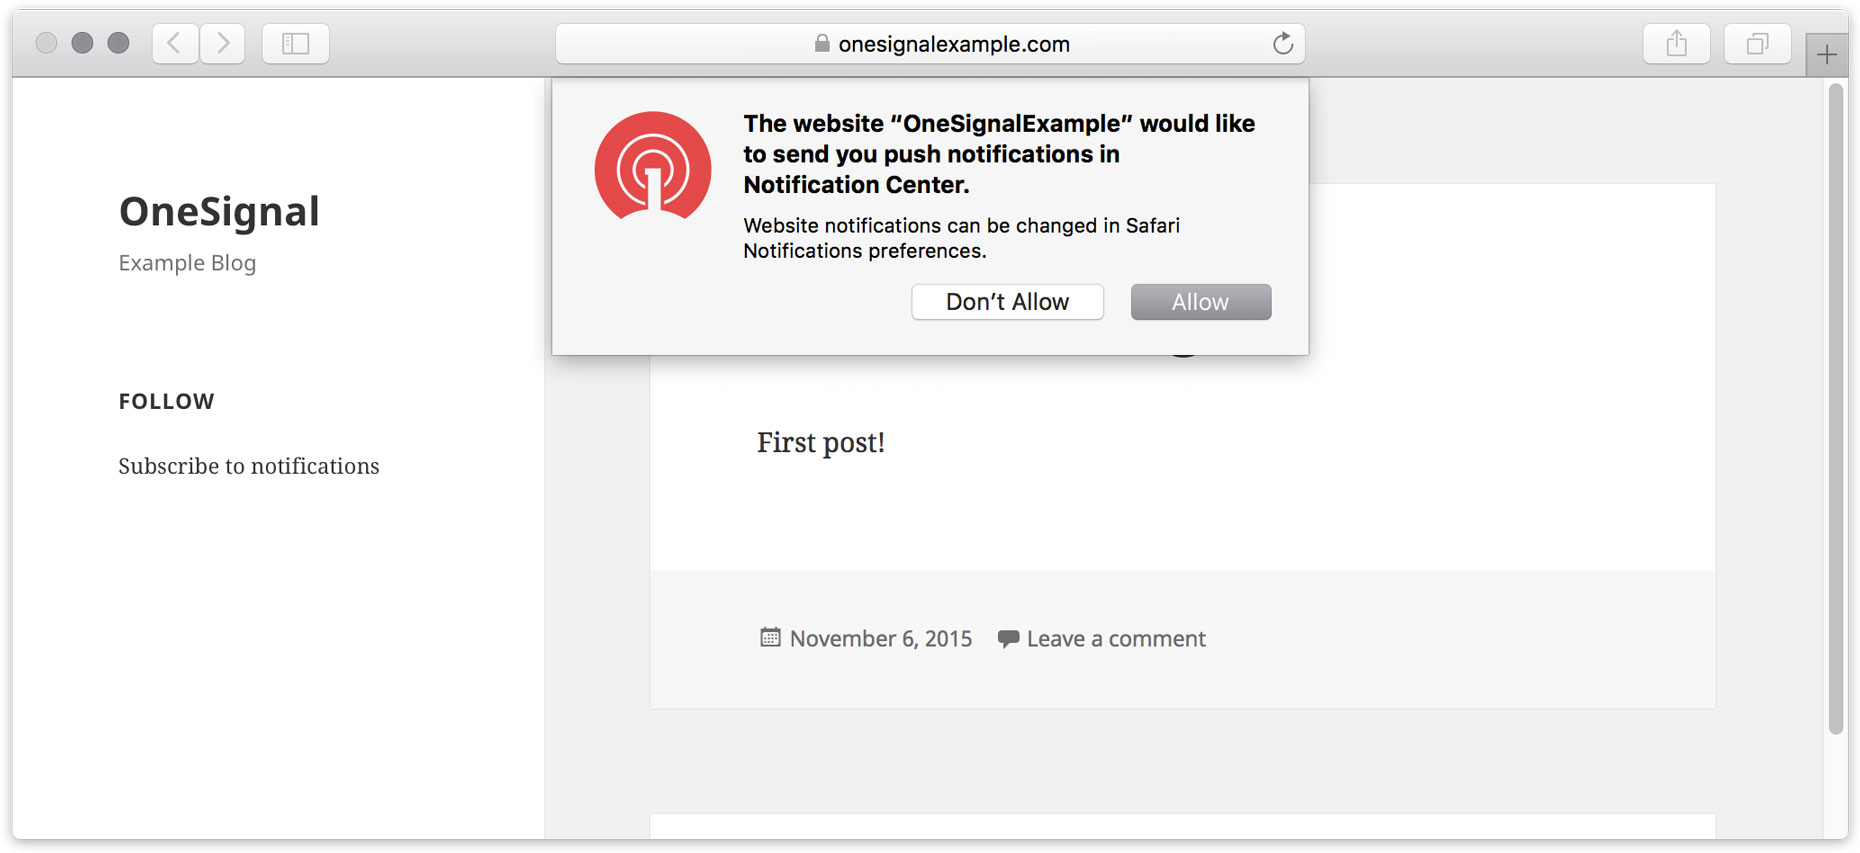 onesignalexample.com
The website “OneSignalExample” would like
to send you push notifications in
Notification Center.
Website notifications can be changed in Safari
Notifications preferences.
Don’t Allow
Allow
OneSignal
Example Blog
FOLLOW
Subscribe to notifications
First post!
November 6, 2015
Leave a comment